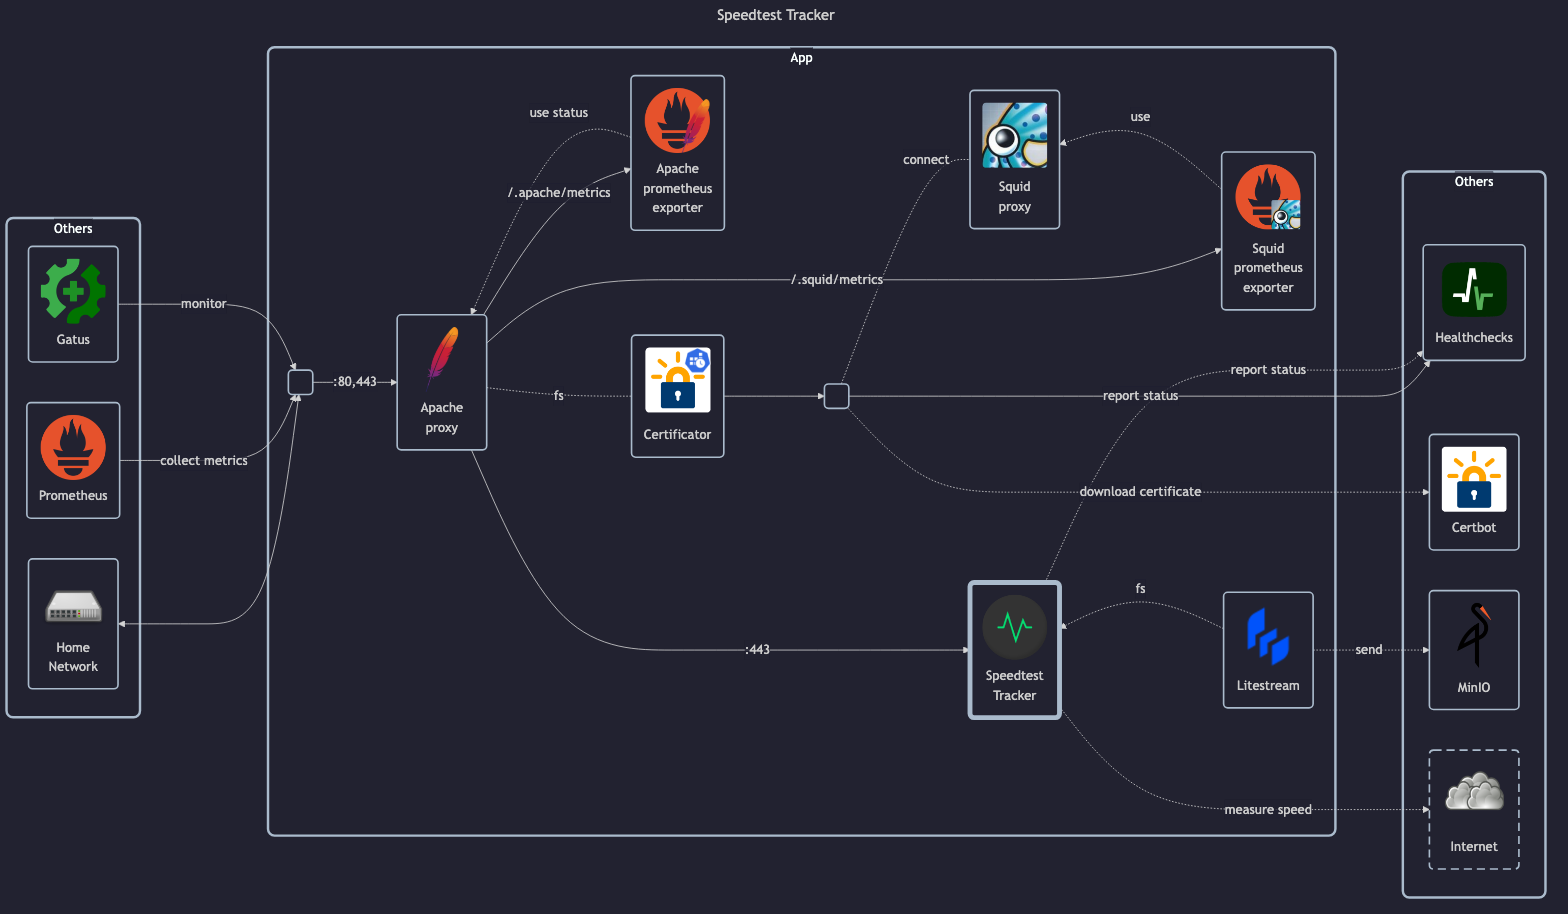 Speedtest Tracker
App
use status
Apache
prometheus
exporter
/.apache/metrics
connect
Squid
proxy
use
Squid
prometheus
exporter
Others
Gatus
monitor
Prometheus
collect metrics
Home
Network
:80,443
Apache
proxy
/.squid/metrics
fs
Certificator
report status
report status
download certificate
:443
Speedtest
Tracker
fs
Litestream
send
measure speed
Others
Healthchecks
Certbot
MinIO
Internet